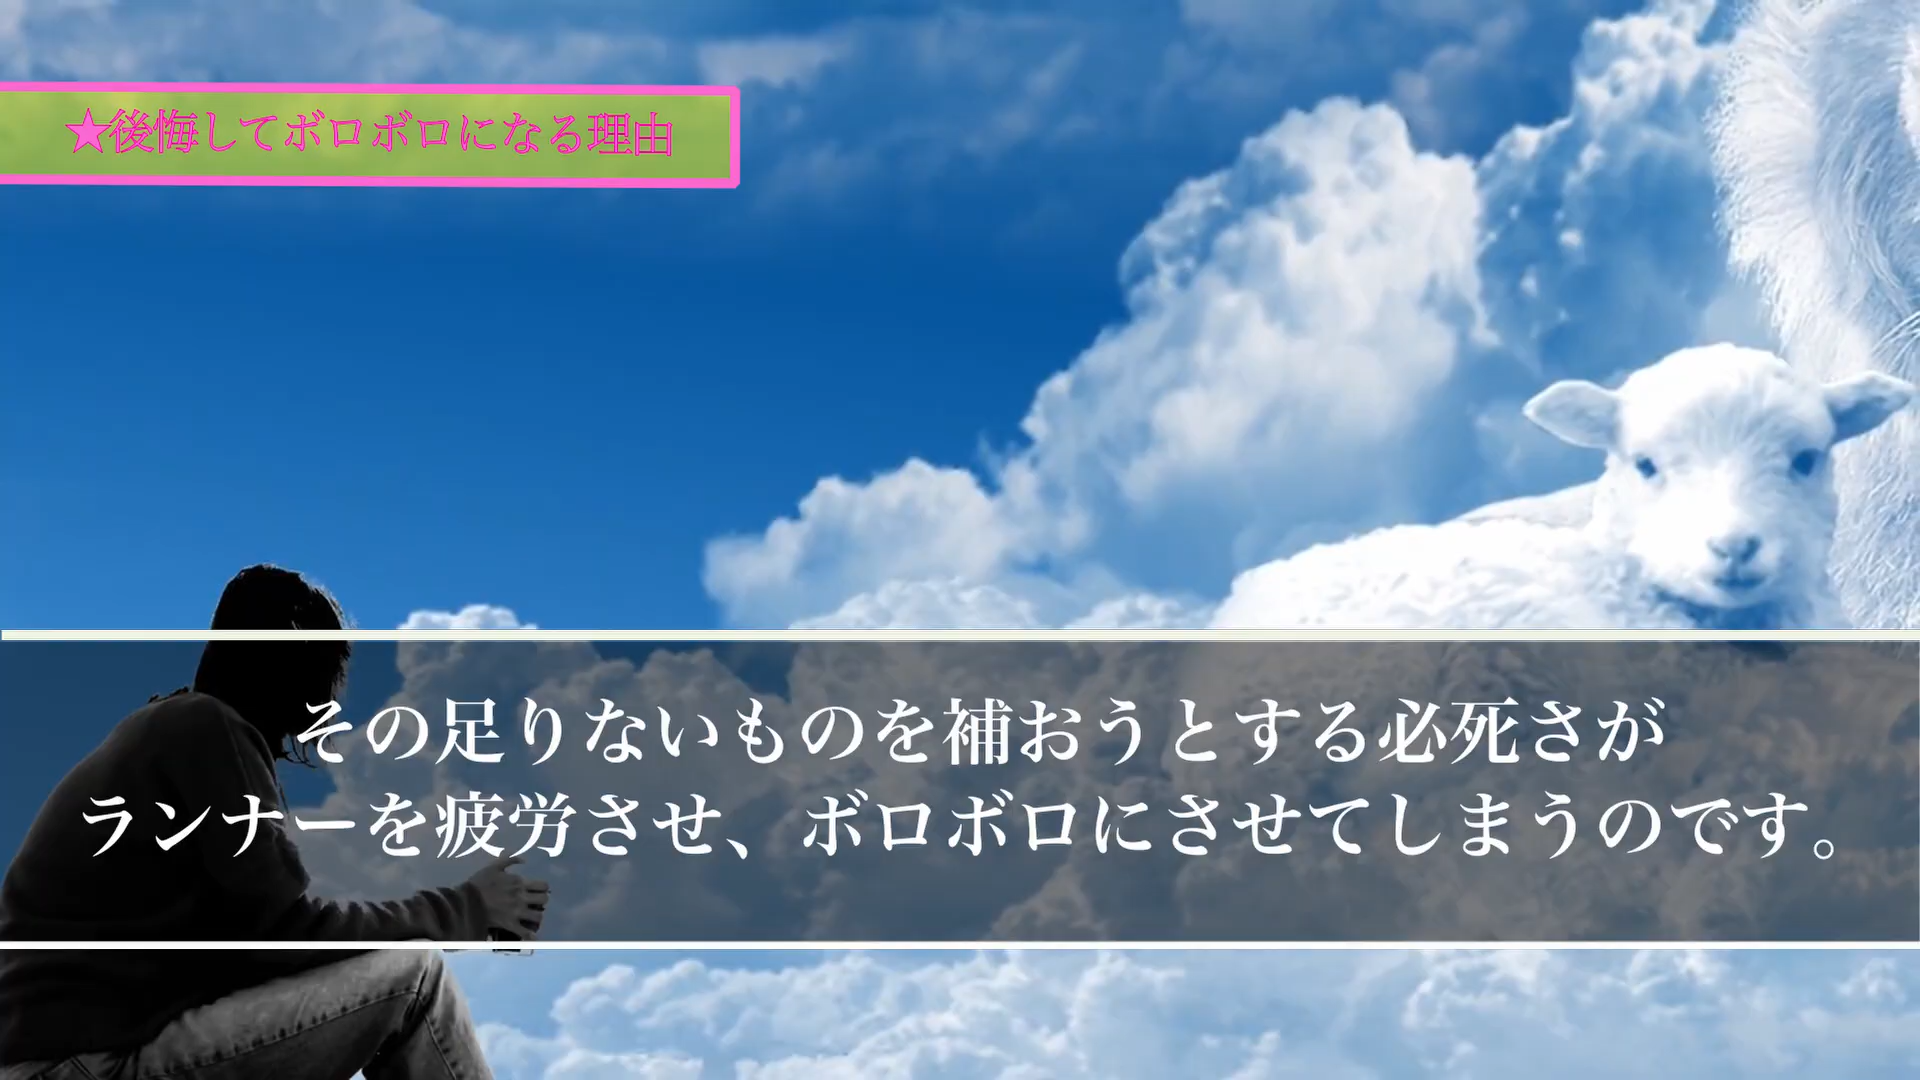 ★後悔してボロボロになる理由
その足りないものを補おうとする必死さが
ランナーを疲労させ、ボロボロにさせてしまうのです。